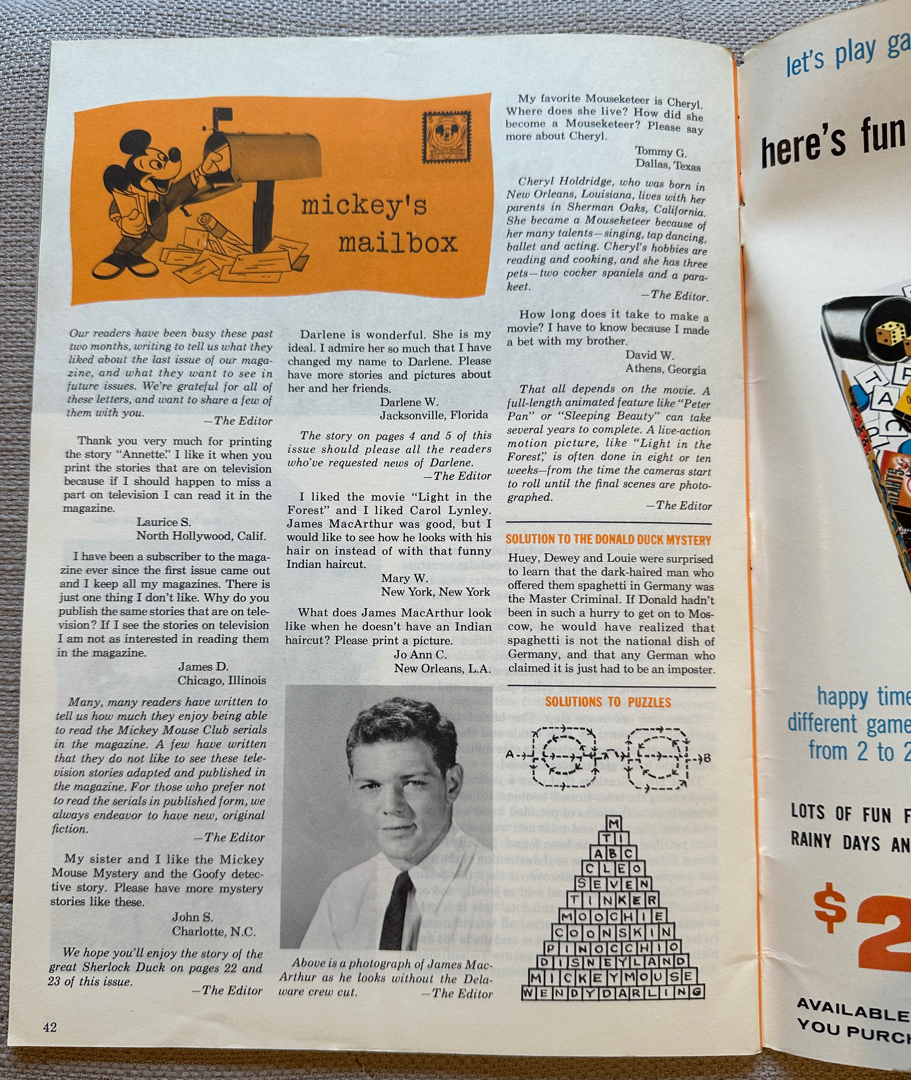 mickey's
mailbox
Our readers have been busy these past
two months, writing to tell us what they
liked about the last issue of our maga-
zine, and what they want to see in
future issues. We're grateful for all of
these letters, and want to share a few of
them with you.
—The Editor
Thank you very much for printing
the story "Annette." I like it when you
print the stories that are on television
because if I should happen to miss a
part on television I can read it in the
magazine.
Laurice S.
North Hollywood, Calif.
I have been a subscriber to the maga-
zine ever since the first issue came out
and I keep all my magazines. There is
just one thing I don't like. Why do you
publish the same stories that are on tele-
vision? If I see the stories on television
I am not as interested in reading them
in the magazine.
James D.
Chicago, Illinois
Many, many readers have written to
tell us how much they enjoy being able
to read the Mickey Mouse Club serials
in the magazine. A few have written
that they do not like to see these tele-
vision stories adapted and published in
the magazine. For those who prefer not
to read the serials in published form, we
always endeavor to have new, original
fiction.
—The Editor
My sister and I like the Mickey
Mouse Mystery and the Goofy detec-
tive story. Please have more mystery
stories like these.
John S.
Charlotte, N.C.
We hope you'll enjoy the story of the
great Sherlock Duck on pages 22 and
23 of this issue.
—The Editor
42
Darlene is wonderful. She is my
ideal. I admire her so much that I have
changed my name to Darlene. Please
have more stories and pictures about
her and her friends.
Darlene W.
Jacksonville, Florida
The story on pages 4 and 5 of this
issue should please all the readers
who've requested news of Darlene.
—The Editor
I liked the movie "Light in the
Forest" and I liked Carol Lynley.
James MacArthur was good, but I
would like to see how he looks with his
hair on instead of with that funny
Indian haircut.
Mary W.
New York, New York
What does James MacArthur look
like when he doesn't have an Indian
haircut? Please print a picture.
Jo Ann C.
New Orleans, L.A.
Above is a photograph of James Mac-
Arthur as he looks without the Dela-
ware crew cut. —The Editor
My favorite Mouseketeer is Cheryl.
Where does she live? How did she
become a Mouseketeer? Please say
more about Cheryl.
Tommy G.
Dallas, Texas
Cheryl Holdridge, who was born in
New Orleans, Louisiana, lives with her
parents in Sherman Oaks, California.
She became a Mouseketeer because of
her many talents—singing, tap dancing,
ballet and acting. Cheryl's hobbies are
reading and cooking, and she has three
pets—two cocker spaniels and a para-
keet.
—The Editor.
How long does it take to make a
movie? I have to know because I made
a bet with my brother.
David W.
Athens, Georgia
That all depends on the movie. A
full-length animated feature like "Peter
Pan" or "Sleeping Beauty" can take
several years to complete. A live-action
motion picture, like "Light in the
Forest," is often done in eight or ten
weeks—from the time the cameras start
to roll until the final scenes are photo-
graphed.
—The Editor
SOLUTION TO THE DONALD DUCK MYSTERY
Huey, Dewey and Louie were surprised
to learn that the dark-haired man who
offered them spaghetti in Germany was
the Master Criminal. If Donald hadn't
been in such a hurry to get on to Mos-
cow, he would have realized that
spaghetti is not the national dish of
Germany, and that any German who
claimed it is just had to be an imposter.
SOLUTIONS TO PUZZLES
A B
M
TI
ABC
CLEO
SEVEN
TINKER
MOOCHIE
COONSKIN
PINOCCHIO
DISNEYLAND
MICKEYMOUSE
WENDYDARLING
let's play ga
here's fun
happy time
different game
from 2 to 2
LOTS OF FUN F
RAINY DAYS AN
$2
AVAILABLE
YOU PURCH